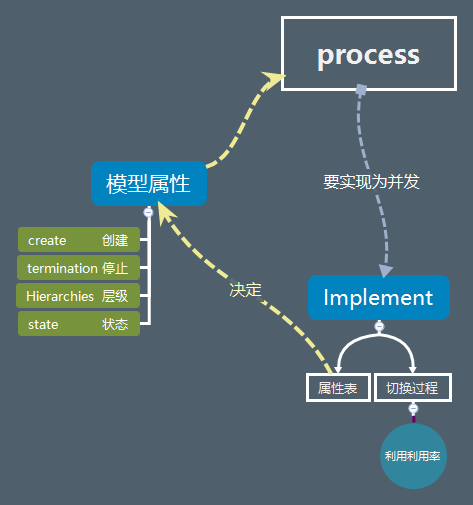 process
模型属性
要实现为并发
create 创建
termination 停止
Hierarchies 层级
state 状态
决定
Implement
属性表 切换过程
利用利用率